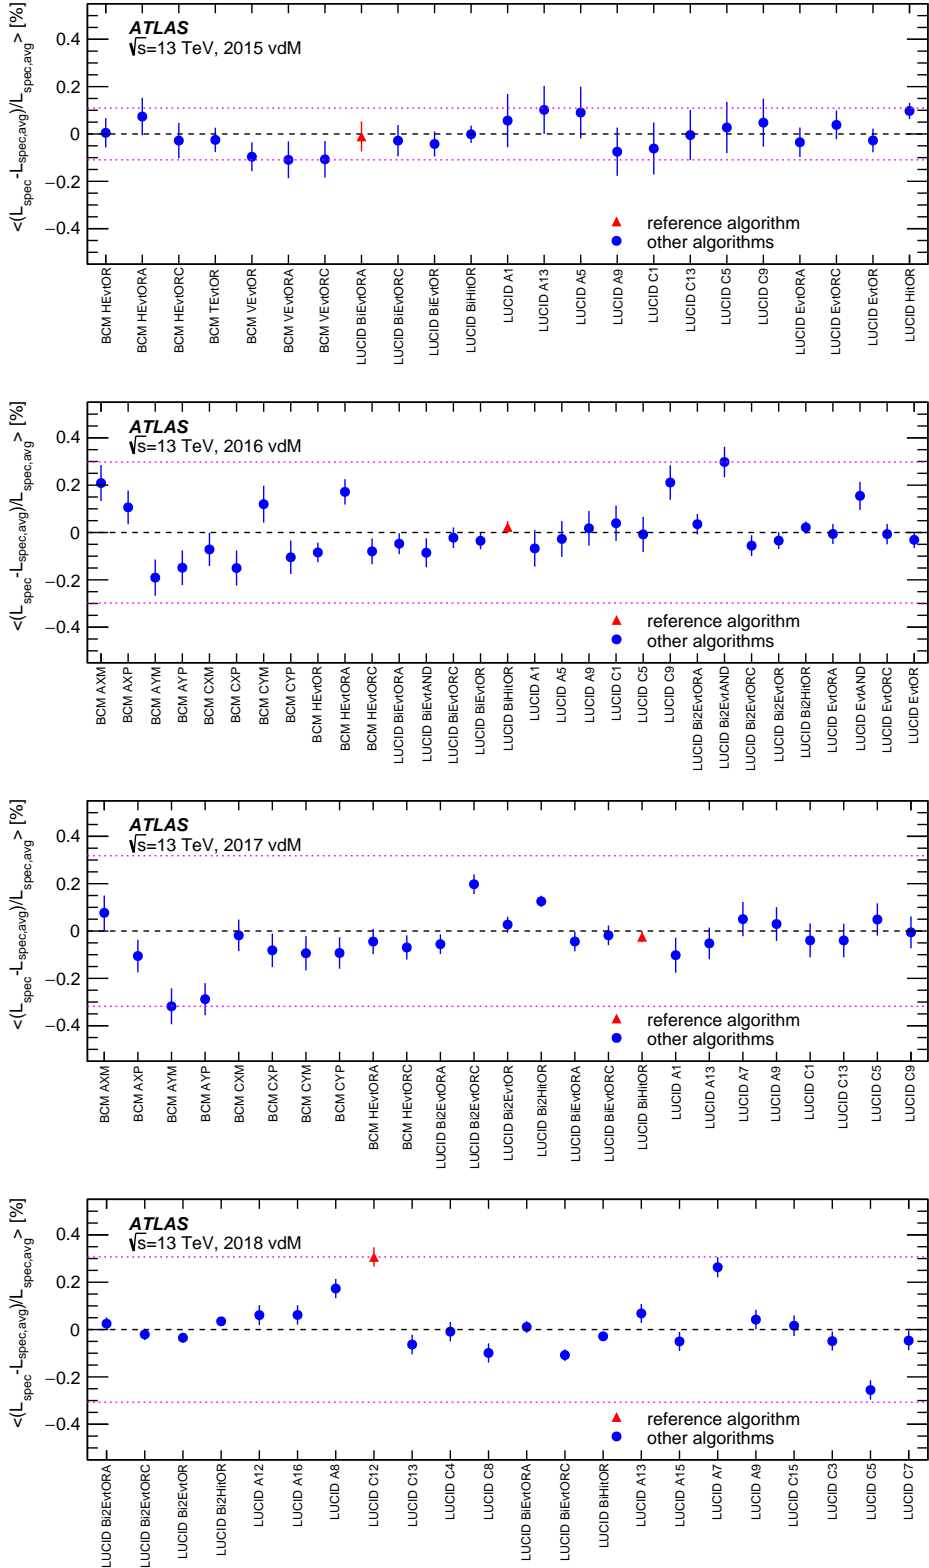 ATLAS
√s=13 TeV, 2015 vdM
<(L_spec-L_spec,avg)/L_spec,avg> [%]
0.4
0.2
0
−0.2
−0.4
reference algorithm
other algorithms
BCM HEvtOR
BCM HEvtORA
BCM HEvtORC
BCM TEvtOR
BCM VEvtOR
BCM VEvtORA
BCM VEvtORC
LUCID BiEvtORA
LUCID BiEvtORC
LUCID BiEvtOR
LUCID BiHitOR
LUCID A1
LUCID A13
LUCID A5
LUCID A9
LUCID C1
LUCID C13
LUCID C5
LUCID C9
LUCID EvtORA
LUCID EvtORC
LUCID EvtOR
LUCID HitOR
ATLAS
√s=13 TeV, 2016 vdM
<(L_spec-L_spec,avg)/L_spec,avg> [%]
0.4
0.2
0
−0.2
−0.4
reference algorithm
other algorithms
BCM AXM
BCM AXP
BCM AYM
BCM AYP
BCM CXM
BCM CXP
BCM CYM
BCM CYP
BCM HEvtOR
BCM HEvtORA
BCM HEvtORC
LUCID BiEvtORA
LUCID BiEvtAND
LUCID BiEvtORC
LUCID BiEvtOR
LUCID BiHitOR
LUCID A1
LUCID A5
LUCID A9
LUCID C1
LUCID C5
LUCID C9
LUCID Bi2EvtORA
LUCID Bi2EvtAND
LUCID Bi2EvtORC
LUCID Bi2EvtOR
LUCID Bi2HitOR
LUCID EvtORA
LUCID EvtAND
LUCID EvtORC
LUCID EvtOR
ATLAS
√s=13 TeV, 2017 vdM
<(L_spec-L_spec,avg)/L_spec,avg> [%]
0.4
0.2
0
−0.2
−0.4
reference algorithm
other algorithms
BCM AXM
BCM AXP
BCM AYM
BCM AYP
BCM CXM
BCM CXP
BCM CYM
BCM CYP
BCM HEvtORA
BCM HEvtORC
LUCID Bi2EvtORA
LUCID Bi2EvtORC
LUCID Bi2EvtOR
LUCID Bi2HitOR
LUCID BiEvtORA
LUCID BiEvtORC
LUCID BiHitOR
LUCID A1
LUCID A13
LUCID A7
LUCID A9
LUCID C1
LUCID C13
LUCID C5
LUCID C9
ATLAS
√s=13 TeV, 2018 vdM
<(L_spec-L_spec,avg)/L_spec,avg> [%]
0.4
0.2
0
−0.2
−0.4
reference algorithm
other algorithms
LUCID Bi2EvtORA
LUCID Bi2EvtORC
LUCID Bi2EvtOR
LUCID Bi2HitOR
LUCID A12
LUCID A16
LUCID A8
LUCID C12
LUCID C13
LUCID C4
LUCID C8
LUCID BiEvtORA
LUCID BiEvtORC
LUCID BiHitOR
LUCID A13
LUCID A15
LUCID A7
LUCID A9
LUCID C15
LUCID C3
LUCID C5
LUCID C7